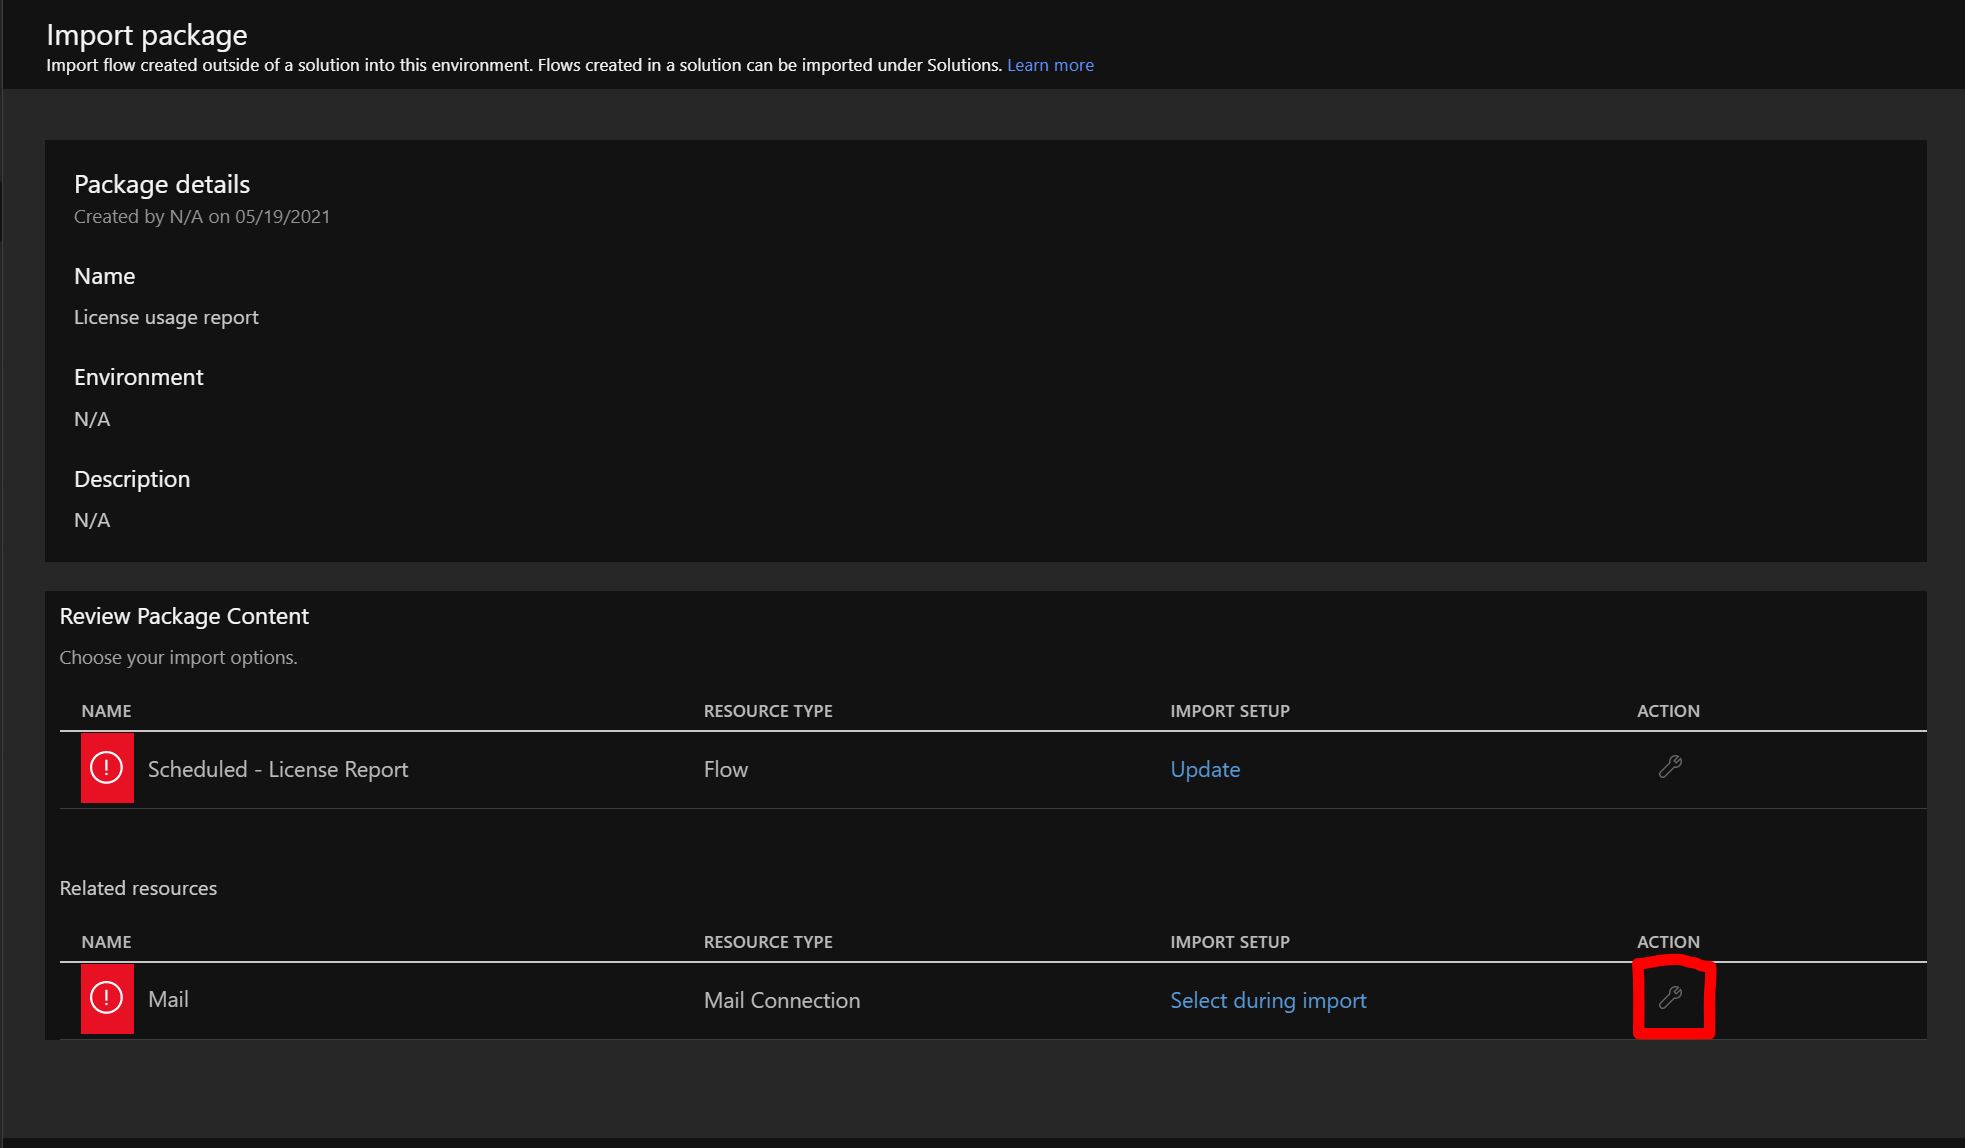 Import package
Import flow created outside of a solution into this environment. Flows created in a solution can be imported under Solutions. Learn more
Package details
Created by N/A on 05/19/2021
Name
License usage report
Environment
N/A
Description
N/A
Review Package Content
Choose your import options.
NAME RESOURCE TYPE IMPORT SETUP ACTION
Scheduled - License Report Flow Update
Related resources
NAME RESOURCE TYPE IMPORT SETUP ACTION
Mail Mail Connection Select during import